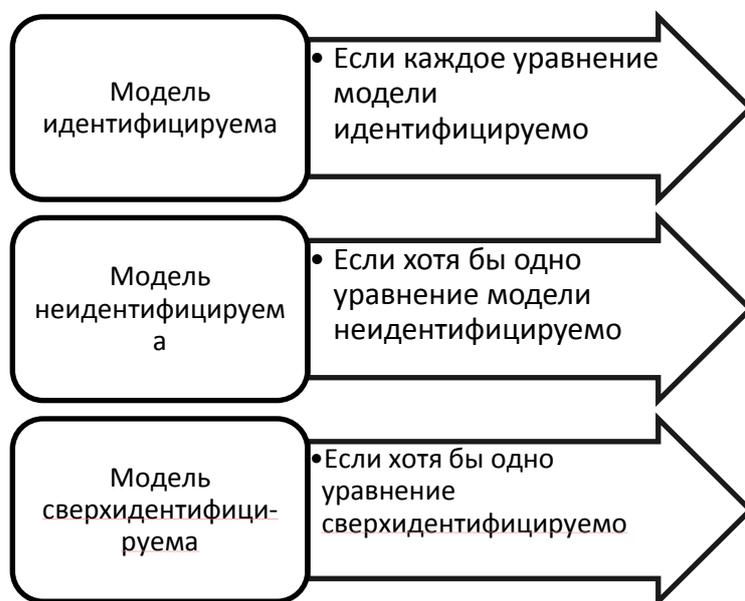 Модель
идентифицируема
• Если каждое уравнение
модели
идентифицируемо
Модель
неидентифицируем
а
• Если хотя бы одно
уравнение модели
неидентифицируемо
Модель
сверхидентифици-
руема
•Если хотя бы одно
уравнение
сверхидентифицируемо